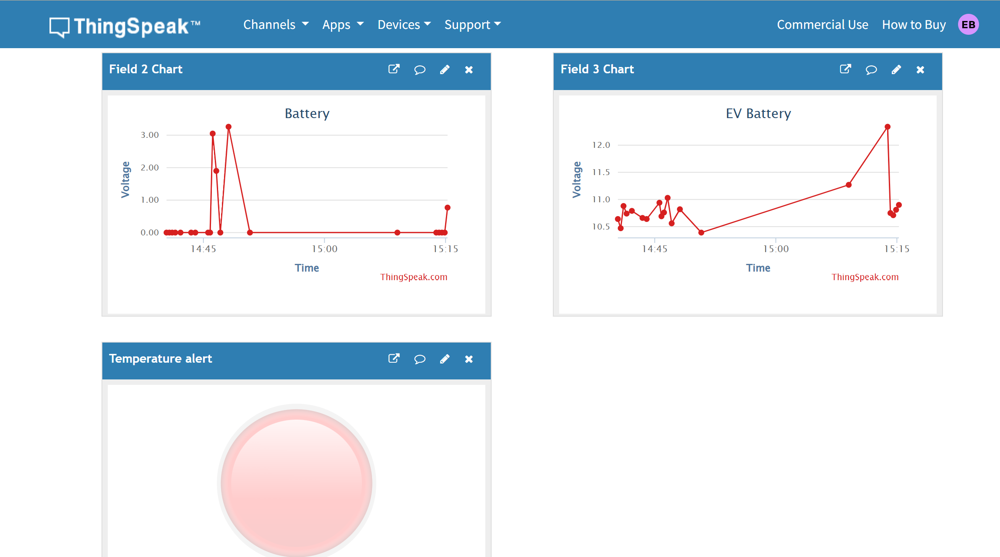 ThingSpeak™ Channels Apps Devices Support Commercial Use How to Buy EB
Field 2 Chart
Battery
Voltage
3.00
2.00
1.00
0.00
14:45 15:00 15:15
Time
ThingSpeak.com
Field 3 Chart
EV Battery
Voltage
12.0
11.5
11.0
10.5
14:45 15:00 15:15
Time
ThingSpeak.com
Temperature alert